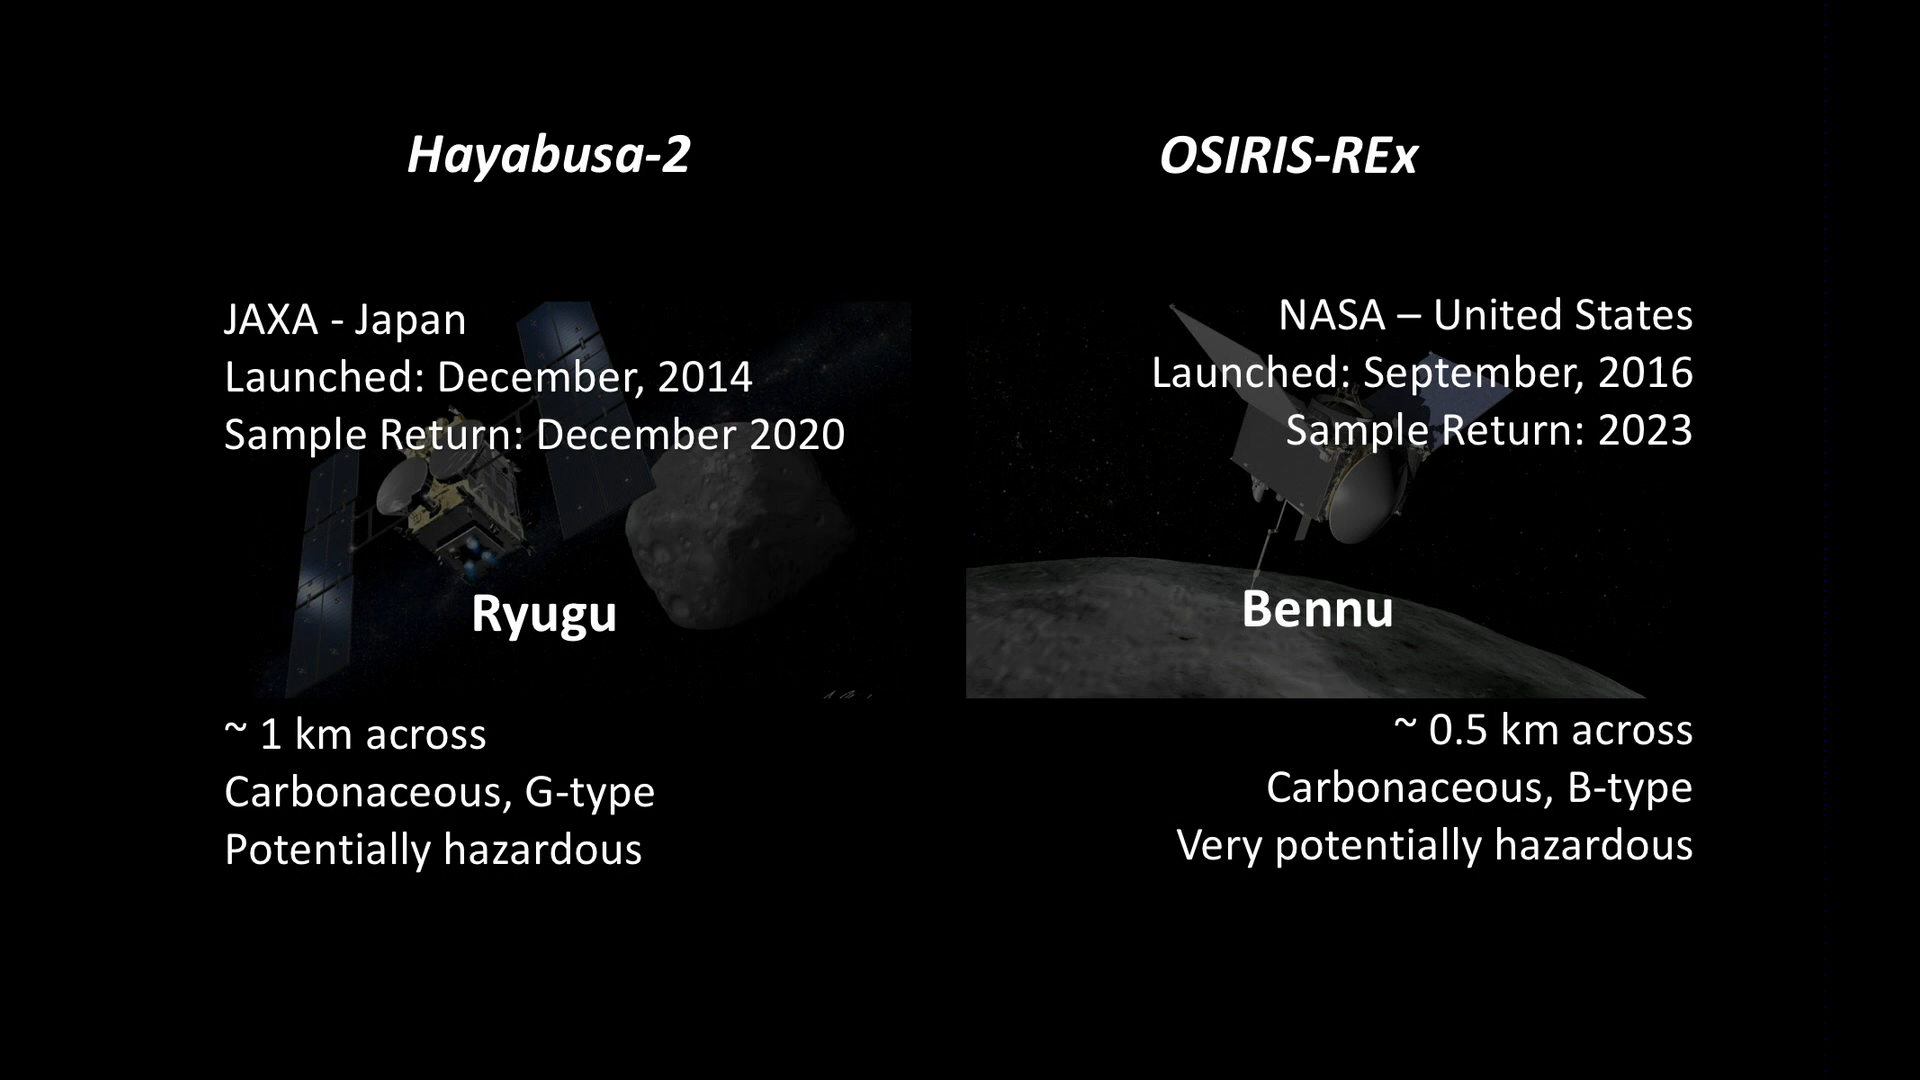 Hayabusa-2
JAXA - Japan
Launched: December, 2014
Sample Return: December 2020
Ryugu
~ 1 km across
Carbonaceous, G-type
Potentially hazardous
OSIRIS-REx
NASA – United States
Launched: September, 2016
Sample Return: 2023
Bennu
~ 0.5 km across
Carbonaceous, B-type
Very potentially hazardous